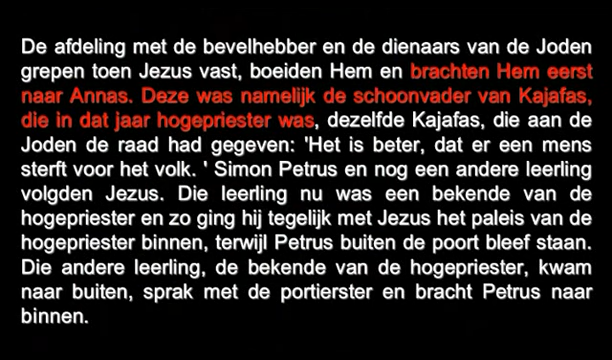 De afdeling met de bevelhebber en de dienaars van de Joden
grepen toen Jezus vast, boeiden Hem en brachten Hem eerst
naar Annas. Deze was namelijk de schoonvader van Kajafas,
die in dat jaar hogepriester was, dezelfde Kajafas, die aan de
Joden de raad had gegeven: 'Het is beter, dat er een mens
sterft voor het volk. ' Simon Petrus en nog een andere leerling
volgden Jezus. Die leerling nu was een bekende van de
hogepriester en zo ging hij tegelijk met Jezus het paleis van de
hogepriester binnen, terwijl Petrus buiten de poort bleef staan.
Die andere leerling, de bekende van de hogepriester, kwam
naar buiten, sprak met de portierster en bracht Petrus naar
binnen.